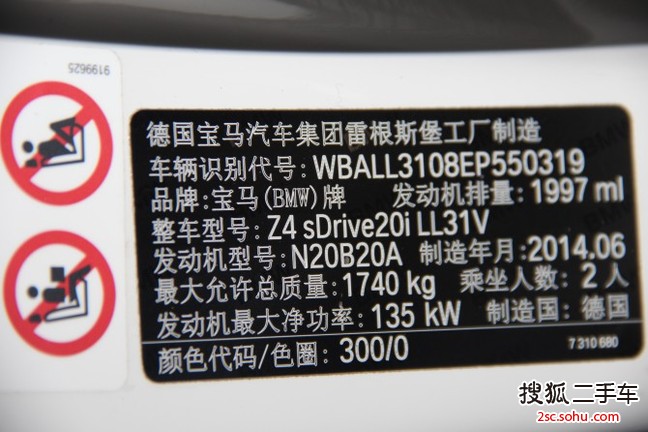 9199625
德国宝马汽车集团雷根斯堡工厂制造
车辆识别代号: WBALL3108EP550319
品牌: 宝马(BMW)牌 发动机排量: 1997 ml
整车型号: Z4 sDrive20i LL31V
发动机型号: N20B20A 制造年月: 2014.06
最大允许总质量: 1740 kg 乘坐人数: 2 人
发动机最大净功率: 135 kW 制造国: 德国
颜色代码/色圈: 300/0 7 310 680
搜狐二手车
2sc.sohu.com